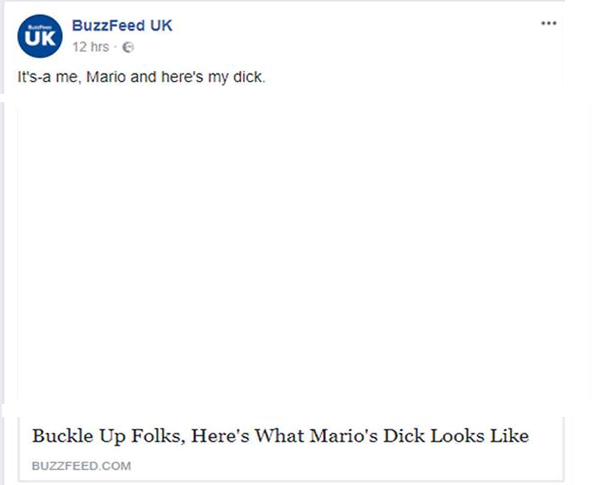 BuzzFeed
UK
BuzzFeed UK
12 hrs ·
It's-a me, Mario and here's my dick.
Buckle Up Folks, Here's What Mario's Dick Looks Like
BUZZFEED.COM